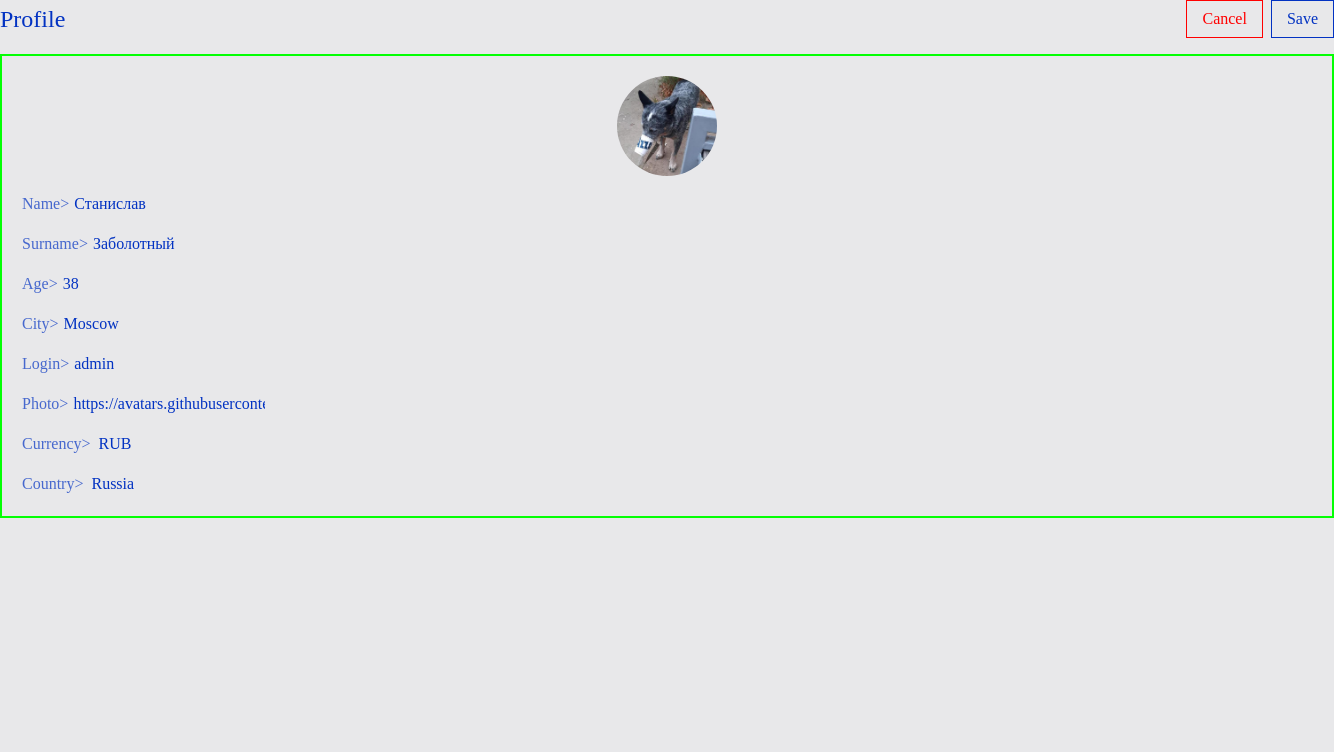 Profile
Cancel Save
Name> Станислав
Surname> Заболотный
Age> 38
City> Moscow
Login> admin
Photo> https://avatars.githubuserconte
Currency> RUB
Country> Russia